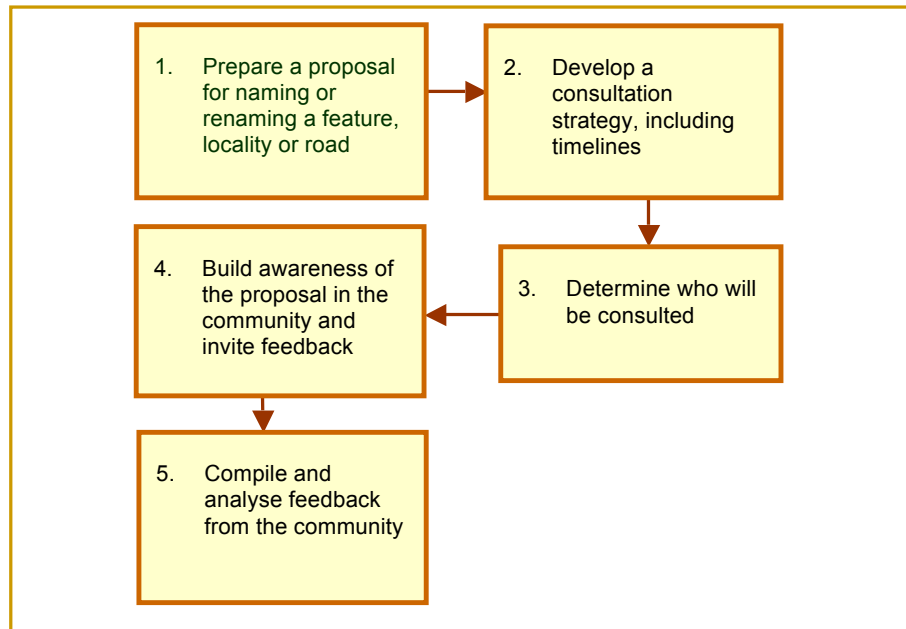 1. Prepare a proposal
for naming or
renaming a feature,
locality or road
2. Develop a
consultation
strategy, including
timelines
3. Determine who will
be consulted
4. Build awareness of
the proposal in the
community and
invite feedback
5. Compile and
analyse feedback
from the community